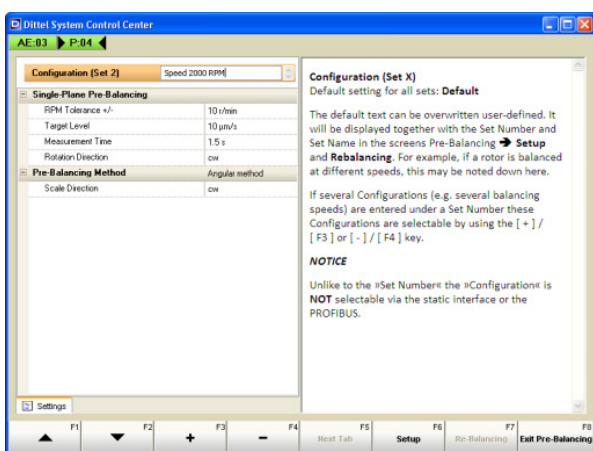 Dittel System Control Center
AE:03 P:04
Configuration (Set 2) Speed 2000 RPM
Single-Plane Pre-Balancing
RPM Tolerance +/- 10 r/min
Target Level 10 µm/s
Measurement Time 1.5 s
Rotation Direction cw
Pre-Balancing Method Angular method
Scale Direction cw
Settings
Configuration (Set X)
Default setting for all sets: Default
The default text can be overwritten user-defined. It
will be displayed together with the Set Number and
Set Name in the screens Pre-Balancing ➔ Setup
and Rebalancing. For example, if a rotor is balanced
at different speeds, this may be noted down here.
If several Configurations (e.g. several balancing
speeds) are entered under a Set Number these
Configurations are selectable by using the [ + ] /
[ F3 ] or [ - ] / [ F4 ] key.
NOTICE
Unlike to the »Set Number« the »Configuration« is
NOT selectable via the static interface or the
PROFIBUS.
F1 F2 F3 F4 F5 F6 F7 F8
+ - Next Tab Setup Re-Balancing Exit Pre-Balancing